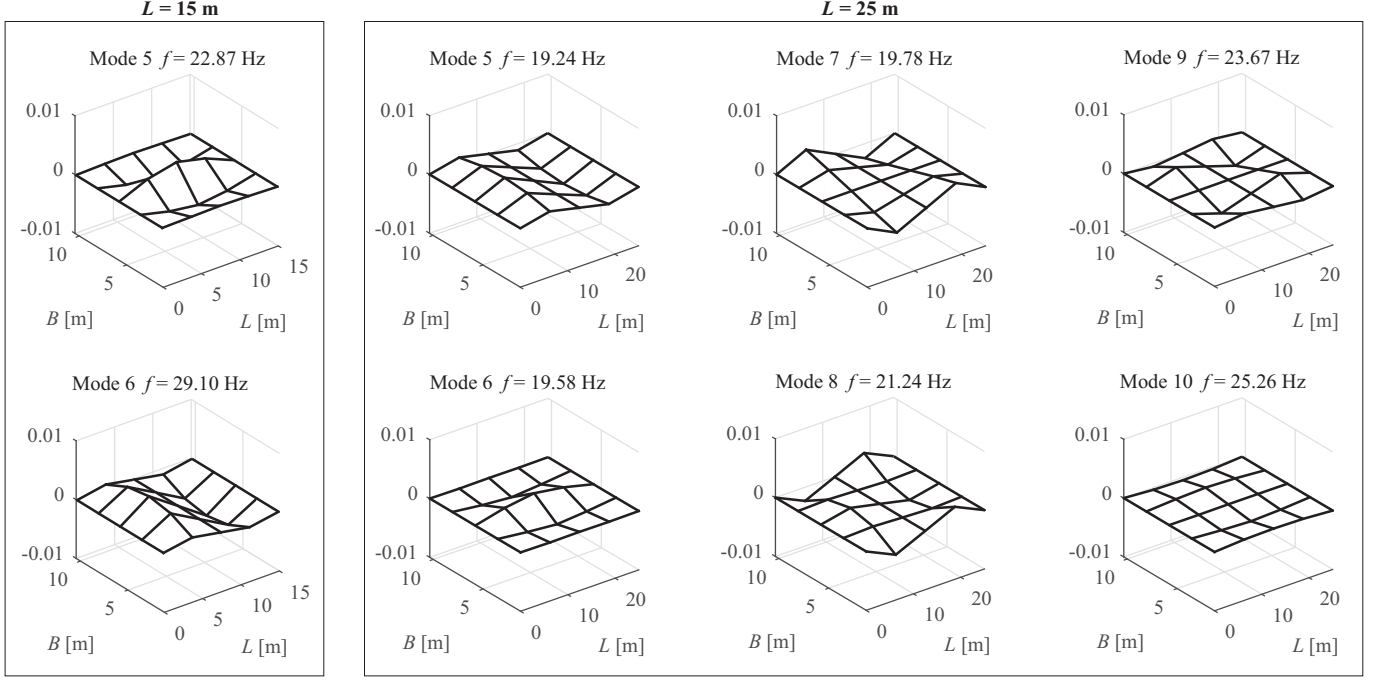 L = 15 m
L = 25 m
Mode 5 f = 22.87 Hz
0.01
0
-0.01
10
5
0
5
10
15
B [m]
L [m]
Mode 5 f = 19.24 Hz
0.01
0
-0.01
10
5
0
10
20
B [m]
L [m]
Mode 7 f = 19.78 Hz
0.01
0
-0.01
10
5
0
10
20
B [m]
L [m]
Mode 9 f = 23.67 Hz
0.01
0
-0.01
10
5
0
10
20
B [m]
L [m]
Mode 6 f = 29.10 Hz
0.01
0
-0.01
10
5
0
5
10
15
B [m]
L [m]
Mode 6 f = 19.58 Hz
0.01
0
-0.01
10
5
0
10
20
B [m]
L [m]
Mode 8 f = 21.24 Hz
0.01
0
-0.01
10
5
0
10
20
B [m]
L [m]
Mode 10 f = 25.26 Hz
0.01
0
-0.01
10
5
0
10
20
B [m]
L [m]